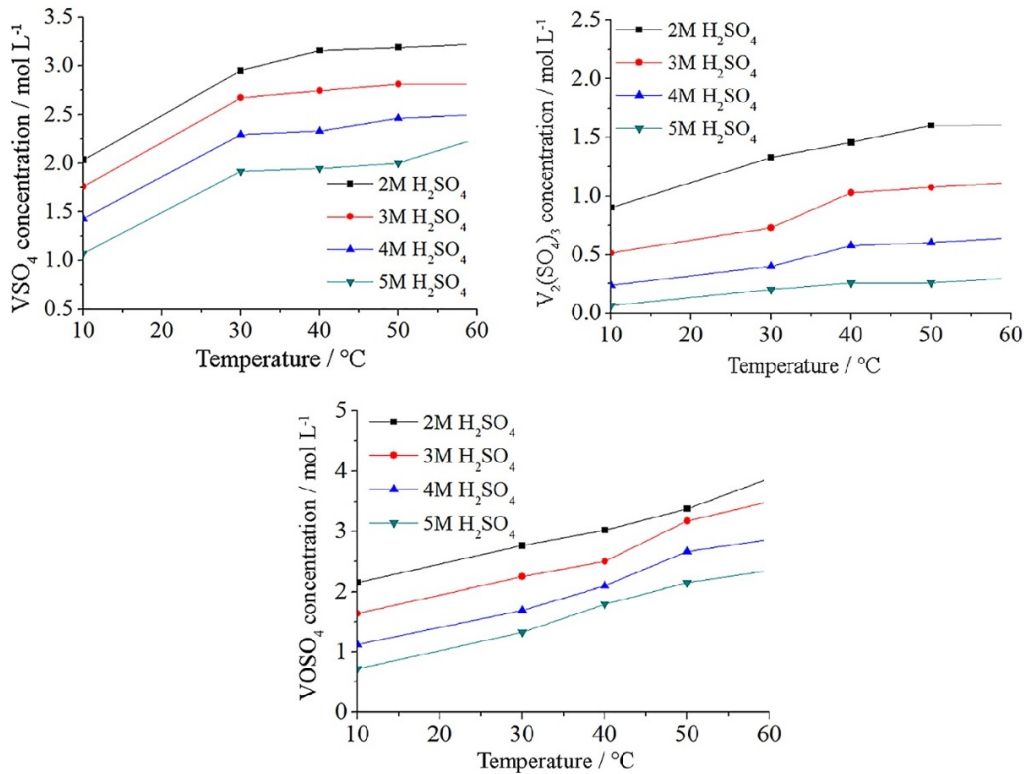 VSO₄ concentration / mol L⁻¹
3.5
3.0
2.5
2.0
1.5
1.0
0.5
2M H₂SO₄
3M H₂SO₄
4M H₂SO₄
5M H₂SO₄
10 20 30 40 50 60
Temperature / °C
V₂(SO₄)₃ concentration / mol L⁻¹
2.5
2.0
1.5
1.0
0.5
0.0
2M H₂SO₄
3M H₂SO₄
4M H₂SO₄
5M H₂SO₄
10 20 30 40 50 60
Temperature / °C
VOSO₄ concentration / mol L⁻¹
5
4
3
2
1
0
2M H₂SO₄
3M H₂SO₄
4M H₂SO₄
5M H₂SO₄
10 20 30 40 50 60
Temperature / °C